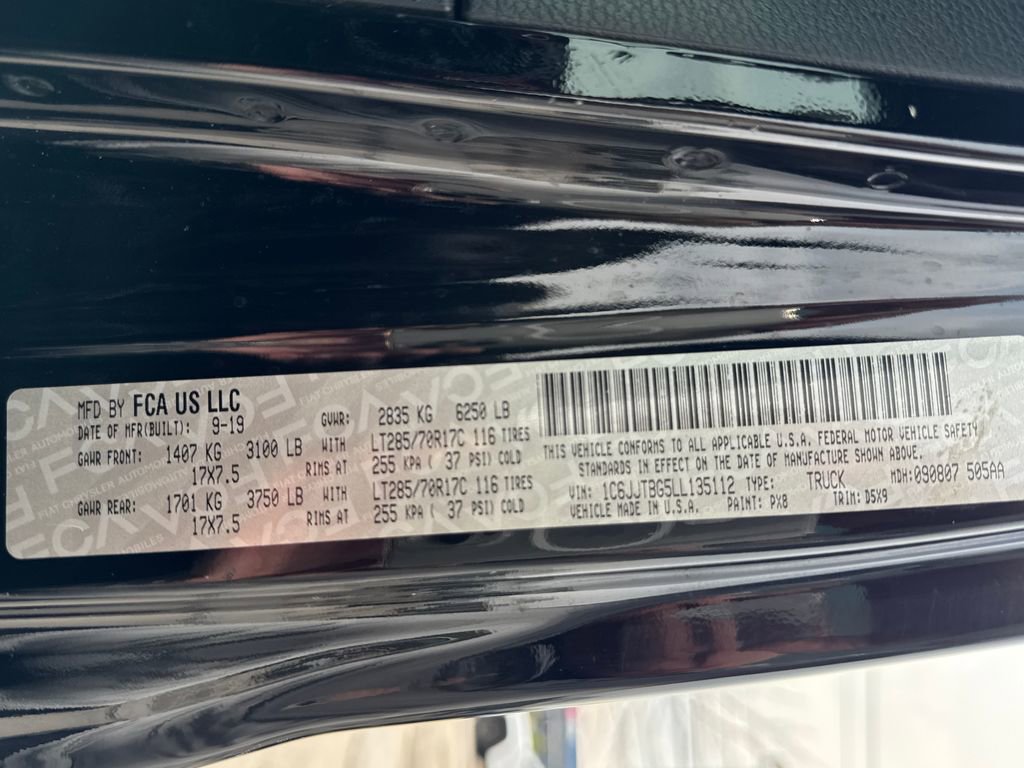 MFD BY FCA US LLC
DATE OF MFR(BUILT): 9-19
GVWR: 2835 KG 6250 LB
GAWR FRONT: 1407 KG 3100 LB WITH LT285/70R17C 116 TIRES
17X7.5 RIMS AT 255 KPA ( 37 PSI) COLD
GAWR REAR: 1701 KG 3750 LB WITH LT285/70R17C 116 TIRES
17X7.5 RIMS AT 255 KPA ( 37 PSI) COLD
THIS VEHICLE CONFORMS TO ALL APPLICABLE U.S.A. FEDERAL MOTOR VEHICLE SAFETY
STANDARDS IN EFFECT ON THE DATE OF MANUFACTURE SHOWN ABOVE.
VIN: 1C6JJTBG5LL135112 TYPE: TRUCK MDH: 090807 505AA
VEHICLE MADE IN U.S.A. PAINT: PX8 TRIM: D5X9